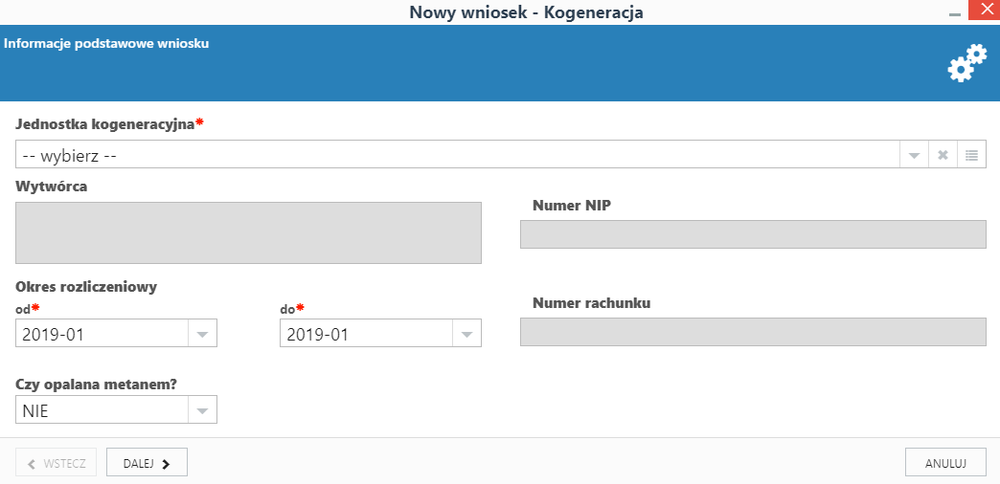 Nowy wniosek - Kogeneracja
Informacje podstawowe wniosku
Jednostka kogeneracyjna*
-- wybierz --
Wytwórca
Numer NIP
Okres rozliczeniowy
od*
do*
Numer rachunku
2019-01
2019-01
Czy opalana metanem?
NIE
WSTECZ
DALEJ
ANULUJ